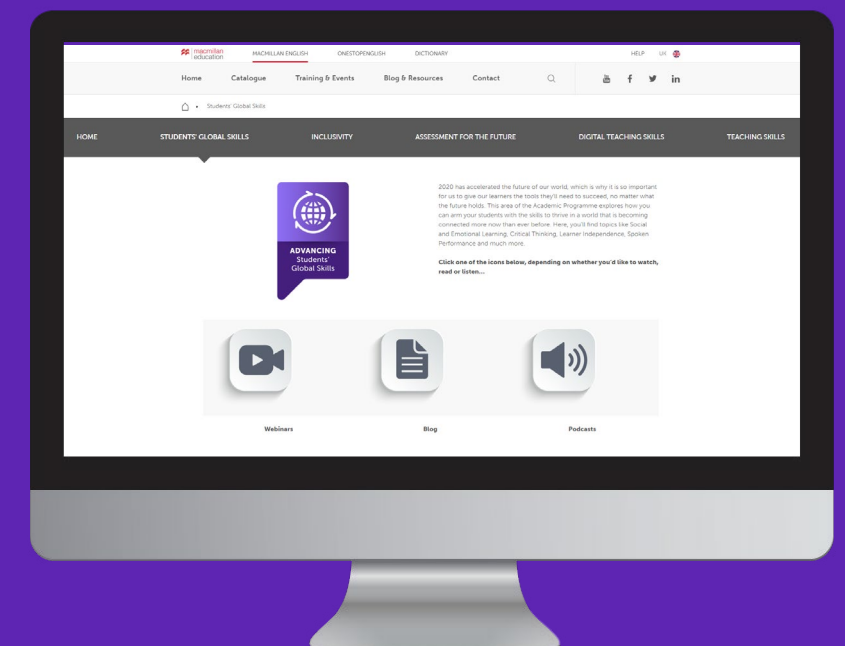 macmillan
education
MACMILLAN ENGLISH ONESTOPENGLISH DICTIONARY HELP UK
Home Catalogue Training & Events Blog & Resources Contact
Students' Global Skills
HOME STUDENTS' GLOBAL SKILLS INCLUSIVITY ASSESSMENT FOR THE FUTURE DIGITAL TEACHING SKILLS TEACHING SKILLS
ADVANCING
Students'
Global Skills
2020 has accelerated the future of our world, which is why it is so important
for us to give our learners the tools they'll need to succeed, no matter what
the future holds. This area of the Academic Programme explores how you
can arm your students with the skills to thrive in a world that is becoming
connected more now than ever before. Here, you'll find topics like Social
and Emotional Learning, Critical Thinking, Learner Independence, Spoken
Performance and much more.
Click one of the icons below, depending on whether you'd like to watch,
read or listen...
Webinars Blog Podcasts